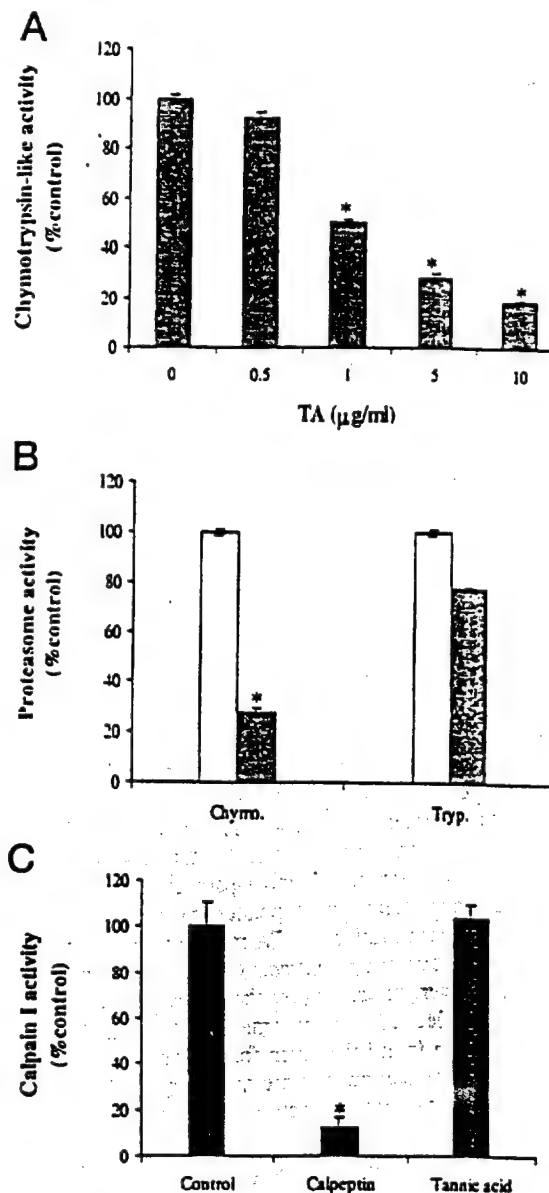 A
Chymotrypsin-like activity
(%control)
120
100
80
60
40
20
0
*
*
*
0 0.5 1 5 10
TA (µg/ml)
B
Proteasome activity
(%control)
120
100
80
60
40
20
0
*
Chymo. Tryp.
C
Calpain I activity
(%control)
120
100
80
60
40
20
0
*
Control Calpeptin Tannic acid